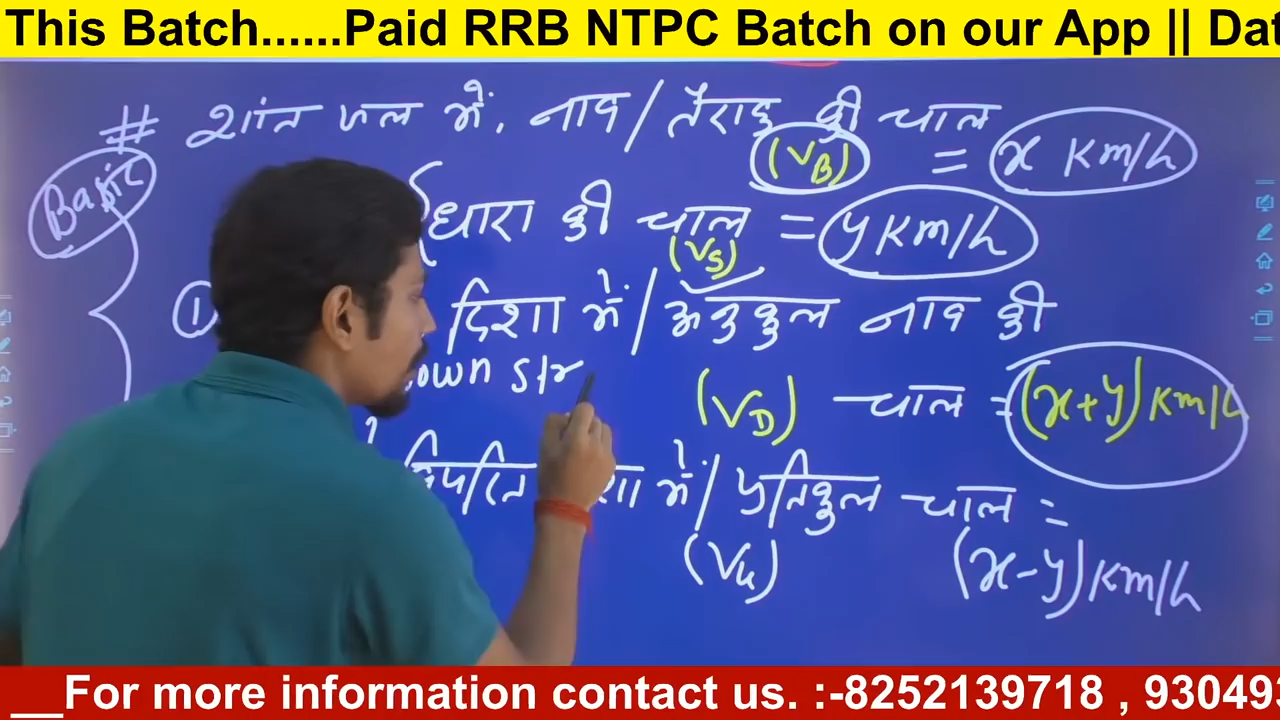 This Batch......Paid RRB NTPC Batch on our App || Dat
# शांत जल में, नाव/तैराक की चाल
(VB) = x Km/h
Basic
{धारा की चाल = y Km/h
(VS)
① दिशा में/अनुकुल नाव की
own str
(VD) चाल = (x+y) Km/h
विपरित शा में/प्रतिकुल चाल =
(Vu) (x-y) Km/h
__For more information contact us. :-8252139718 , 930493